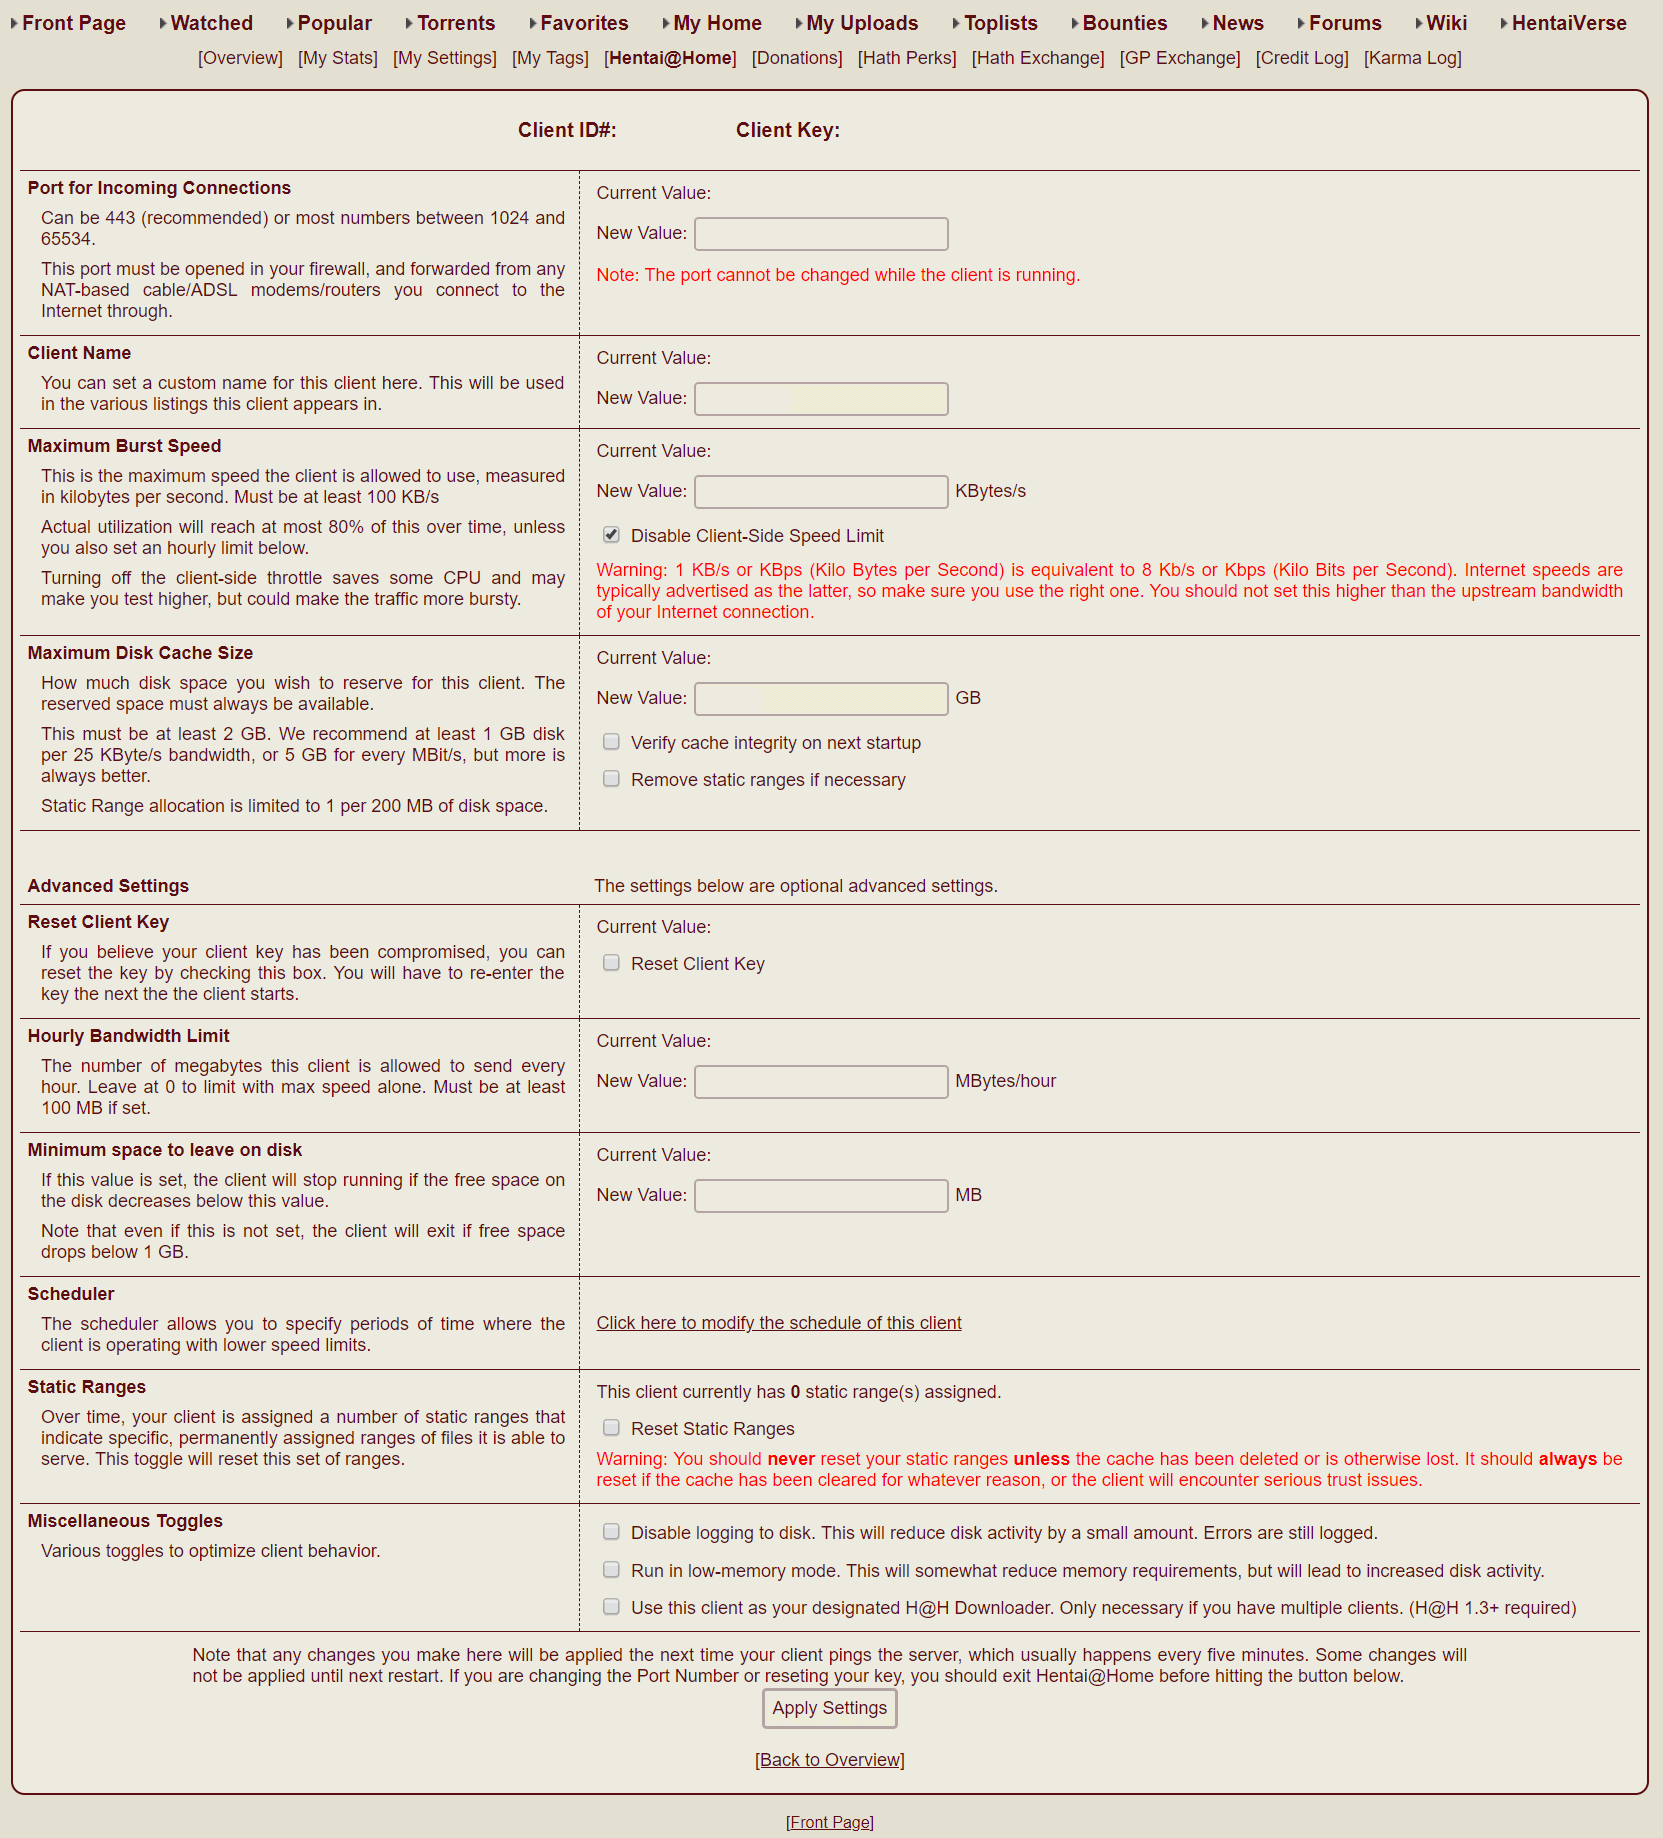 Front Page Watched Popular Torrents Favorites My Home My Uploads Toplists Bounties News Forums Wiki HentaiVerse
[Overview] [My Stats] [My Settings] [My Tags] [Hentai@Home] [Donations] [Hath Perks] [Hath Exchange] [GP Exchange] [Credit Log] [Karma Log]
Client ID#: Client Key:
Port for Incoming Connections
Can be 443 (recommended) or most numbers between 1024 and
65534.
This port must be opened in your firewall, and forwarded from any
NAT-based cable/ADSL modems/routers you connect to the
Internet through.
Current Value:
New Value:
Note: The port cannot be changed while the client is running.
Client Name
You can set a custom name for this client here. This will be used
in the various listings this client appears in.
Current Value:
New Value:
Maximum Burst Speed
This is the maximum speed the client is allowed to use, measured
in kilobytes per second. Must be at least 100 KB/s
Actual utilization will reach at most 80% of this over time, unless
you also set an hourly limit below.
Turning off the client-side throttle saves some CPU and may
make you test higher, but could make the traffic more bursty.
Current Value:
New Value: KBytes/s
Disable Client-Side Speed Limit
Warning: 1 KB/s or KBps (Kilo Bytes per Second) is equivalent to 8 Kb/s or Kbps (Kilo Bits per Second). Internet speeds are
typically advertised as the latter, so make sure you use the right one. You should not set this higher than the upstream bandwidth
of your Internet connection.
Maximum Disk Cache Size
How much disk space you wish to reserve for this client. The
reserved space must always be available.
This must be at least 2 GB. We recommend at least 1 GB disk
per 25 KByte/s bandwidth, or 5 GB for every MBit/s, but more is
always better.
Static Range allocation is limited to 1 per 200 MB of disk space.
Current Value:
New Value: GB
Verify cache integrity on next startup
Remove static ranges if necessary
Advanced Settings
The settings below are optional advanced settings.
Reset Client Key
If you believe your client key has been compromised, you can
reset the key by checking this box. You will have to re-enter the
key the next the the client starts.
Current Value:
Reset Client Key
Hourly Bandwidth Limit
The number of megabytes this client is allowed to send every
hour. Leave at 0 to limit with max speed alone. Must be at least
100 MB if set.
Current Value:
New Value: MBytes/hour
Minimum space to leave on disk
If this value is set, the client will stop running if the free space on
the disk decreases below this value.
Note that even if this is not set, the client will exit if free space
drops below 1 GB.
Current Value:
New Value: MB
Scheduler
The scheduler allows you to specify periods of time where the
client is operating with lower speed limits.
Click here to modify the schedule of this client
Static Ranges
Over time, your client is assigned a number of static ranges that
indicate specific, permanently assigned ranges of files it is able to
serve. This toggle will reset this set of ranges.
This client currently has 0 static range(s) assigned.
Reset Static Ranges
Warning: You should never reset your static ranges unless the cache has been deleted or is otherwise lost. It should always be
reset if the cache has been cleared for whatever reason, or the client will encounter serious trust issues.
Miscellaneous Toggles
Various toggles to optimize client behavior.
Disable logging to disk. This will reduce disk activity by a small amount. Errors are still logged.
Run in low-memory mode. This will somewhat reduce memory requirements, but will lead to increased disk activity.
Use this client as your designated H@H Downloader. Only necessary if you have multiple clients. (H@H 1.3+ required)
Note that any changes you make here will be applied the next time your client pings the server, which usually happens every five minutes. Some changes will
not be applied until next restart. If you are changing the Port Number or reseting your key, you should exit Hentai@Home before hitting the button below.
Apply Settings
[Back to Overview]
[Front Page]